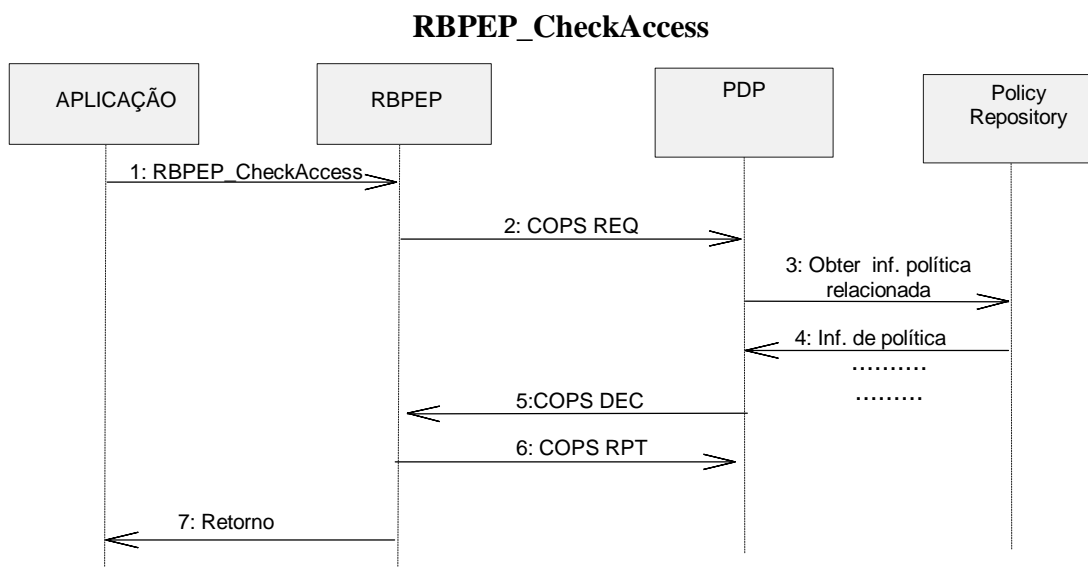 RBPEP_CheckAccess
APLICAÇÃO
RBPEP
PDP
Policy
Repository
1: RBPEP_CheckAccess
2: COPS REQ
3: Obter inf. política
relacionada
4: Inf. de política
..........
.........
5:COPS DEC
6: COPS RPT
7: Retorno